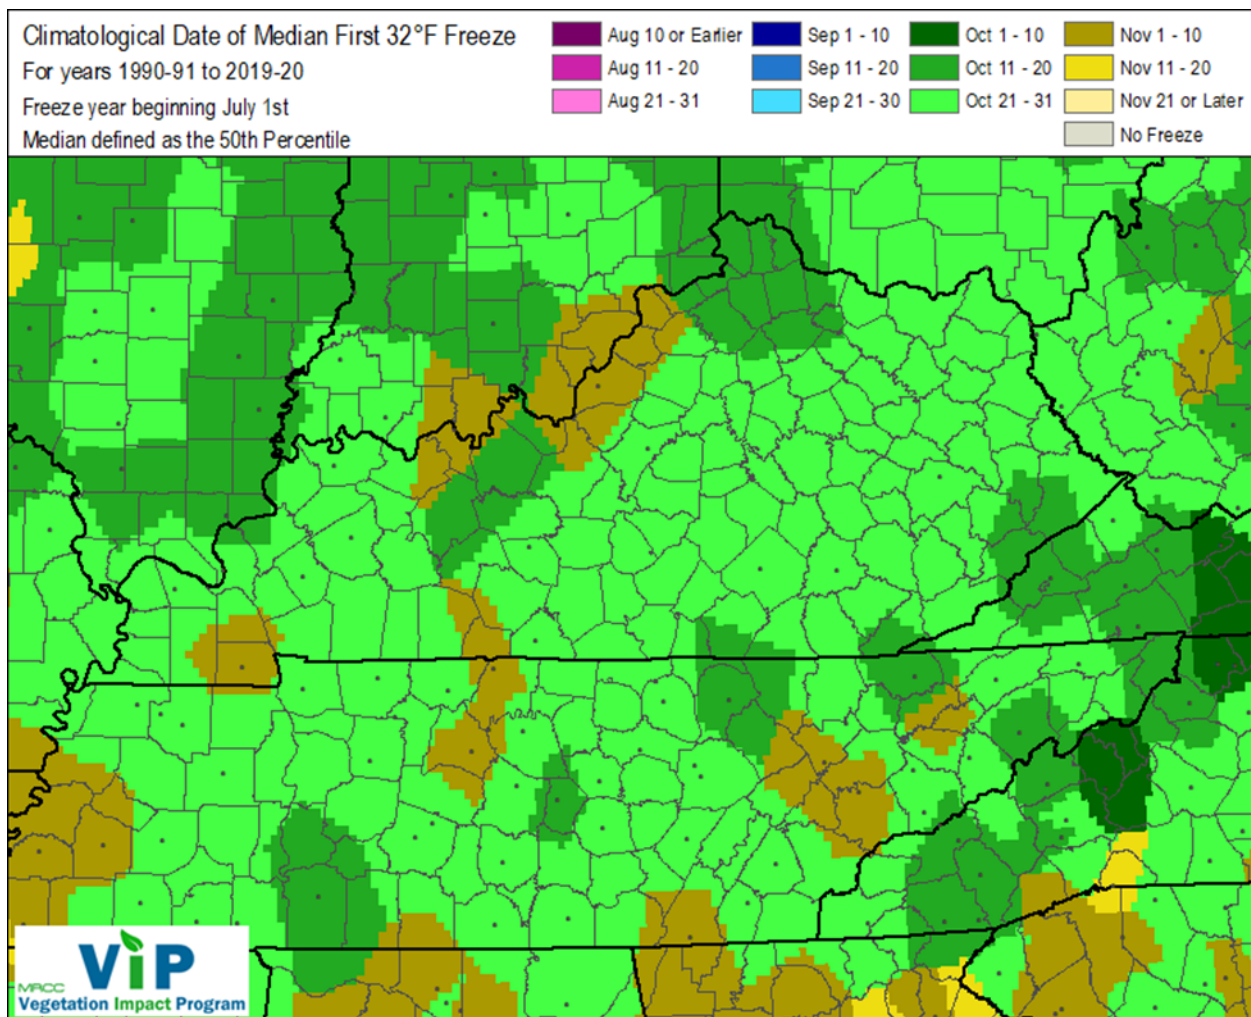 Climatological Date of Median First 32°F Freeze
For years 1990-91 to 2019-20
Freeze year beginning July 1st
Median defined as the 50th Percentile
Aug 10 or Earlier
Aug 11 - 20
Aug 21 - 31
Sep 1 - 10
Sep 11 - 20
Sep 21 - 30
Oct 1 - 10
Oct 11 - 20
Oct 21 - 31
Nov 1 - 10
Nov 11 - 20
Nov 21 or Later
No Freeze
ViP
MRCC
Vegetation Impact Program